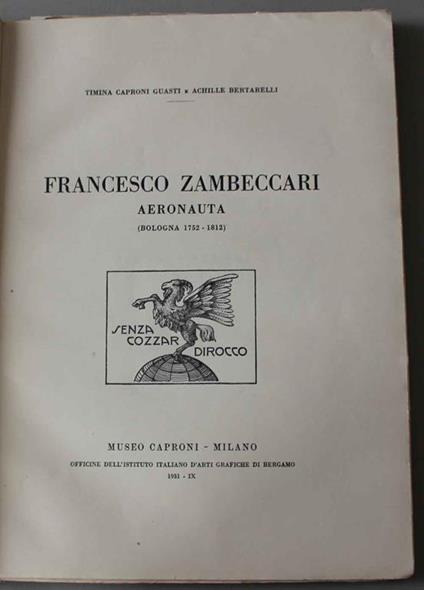 TIMINA CAPRONI GUASTI × ACHILLE BERTARELLI
FRANCESCO ZAMBECCARI
AERONAUTA
(BOLOGNA 1752 - 1812)
SENZA
COZZAR
DIROCCO
MUSEO CAPRONI - MILANO
OFFICINE DELL'ISTITUTO ITALIANO D'ARTI GRAFICHE DI BERGAMO
1931 - IX